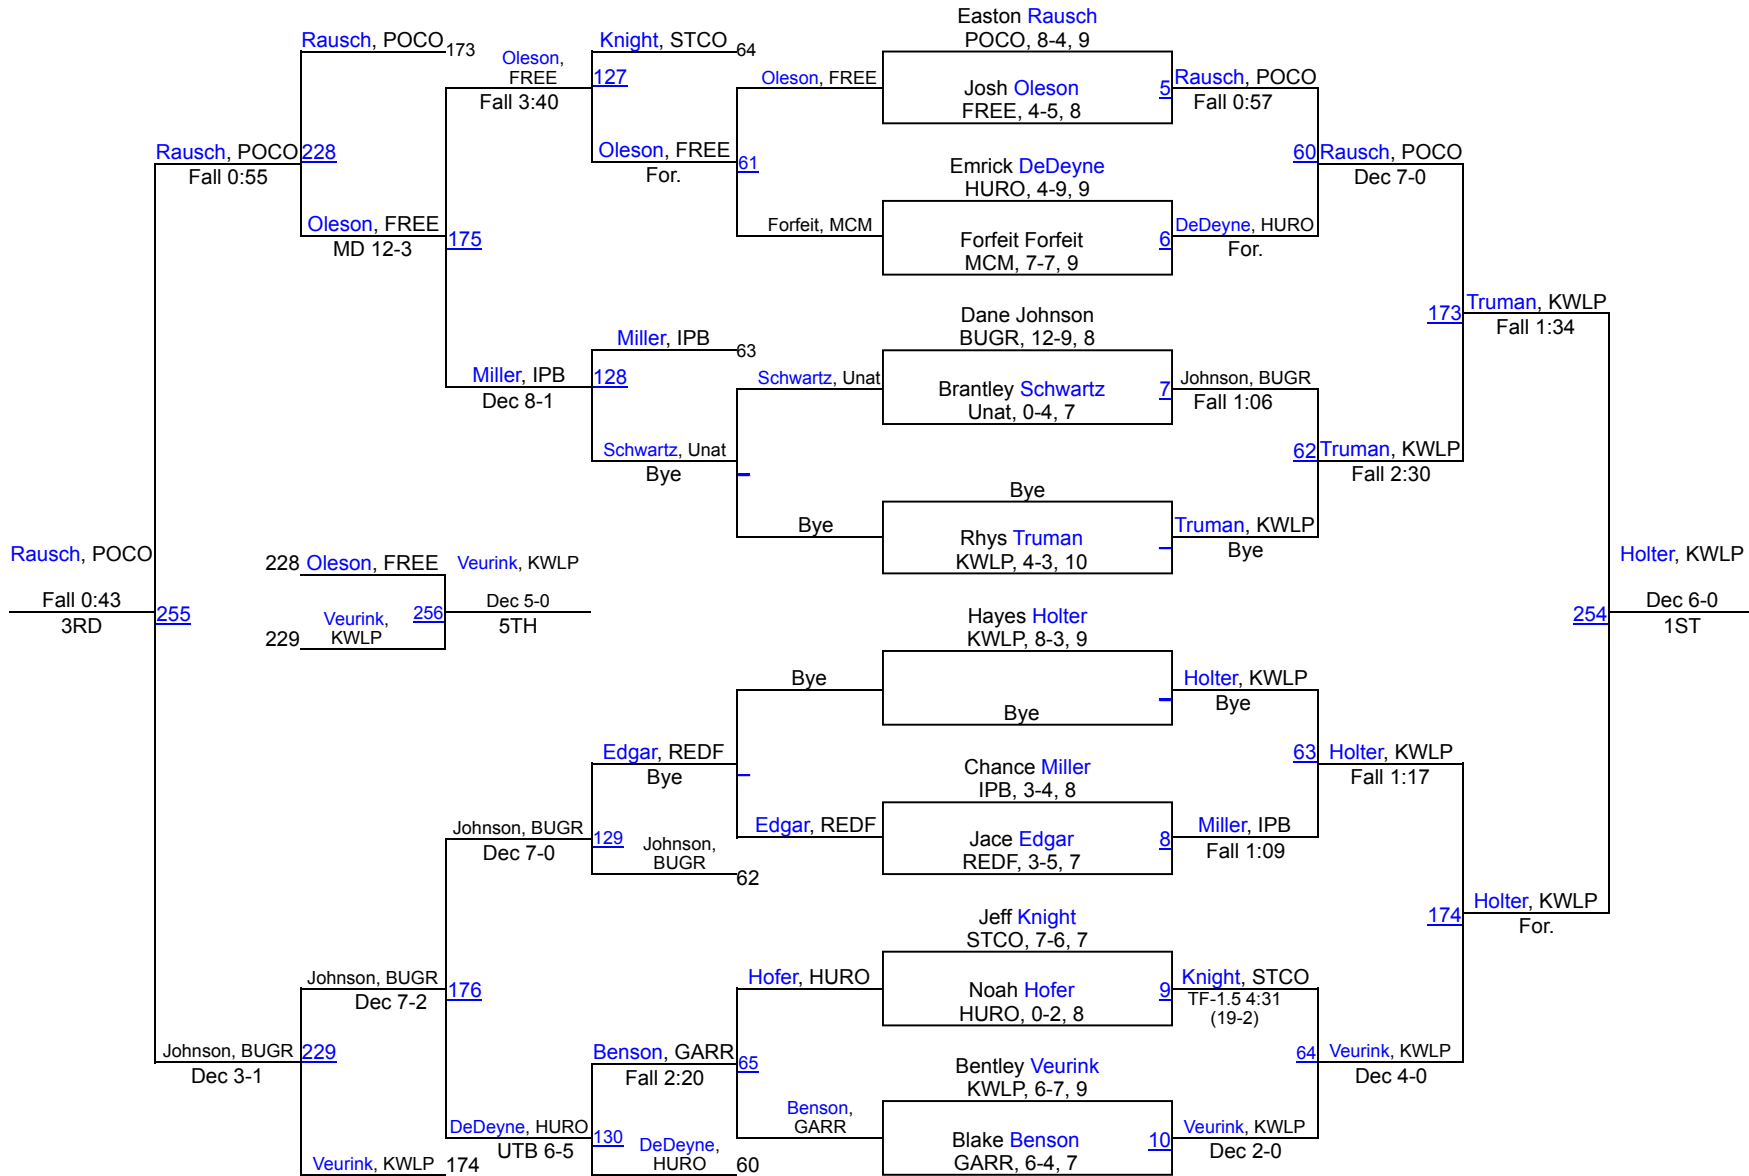 Easton Rausch
POCO, 8-4, 9
Rausch, POCO
173
Knight, STCO
64
Oleson,
FREE
Fall 3:40
127
Oleson, FREE
Josh Oleson
FREE, 4-5, 8
5
Rausch, POCO
Fall 0:57
Rausch, POCO
Fall 0:55
228
Oleson, FREE
For.
61
Emrick DeDeyne
HURO, 4-9, 9
60
Rausch, POCO
Dec 7-0
Oleson, FREE
MD 12-3
175
Forfeit, MCM
Forfeit Forfeit
MCM, 7-7, 9
6
DeDeyne, HURO
For.
Dane Johnson
BUGR, 12-9, 8
173
Truman, KWLP
Fall 1:34
Miller, IPB
63
Miller, IPB
Dec 8-1
128
Schwartz, Unat
Brantley Schwartz
Unat, 0-4, 7
7
Johnson, BUGR
Fall 1:06
Schwartz, Unat
Bye
62
Truman, KWLP
Fall 2:30
Bye
Bye
Rhys Truman
KWLP, 4-3, 10
Truman, KWLP
Bye
Rausch, POCO
Fall 0:43
3RD
255
228
Oleson, FREE
Veurink, KWLP
229
Veurink,
KWLP
256
Dec 5-0
5TH
Holter, KWLP
Dec 6-0
1ST
254
Hayes Holter
KWLP, 8-3, 9
Bye
Bye
Holter, KWLP
Bye
Edgar, REDF
Bye
Chance Miller
IPB, 3-4, 8
63
Holter, KWLP
Fall 1:17
Johnson, BUGR
Dec 7-0
129
Johnson,
BUGR
62
Edgar, REDF
Jace Edgar
REDF, 3-5, 7
8
Miller, IPB
Fall 1:09
Jeff Knight
STCO, 7-6, 7
174
Holter, KWLP
For.
Johnson, BUGR
Dec 7-2
176
Hofer, HURO
Noah Hofer
HURO, 0-2, 8
9
Knight, STCO
TF-1.5 4:31
(19-2)
Johnson, BUGR
Dec 3-1
229
Benson, GARR
Fall 2:20
65
Bentley Veurink
KWLP, 6-7, 9
64
Veurink, KWLP
Dec 4-0
DeDeyne, HURO
UTB 6-5
130
DeDeyne,
HURO
60
Benson,
GARR
Blake Benson
GARR, 6-4, 7
10
Veurink, KWLP
Dec 2-0
Veurink, KWLP
174